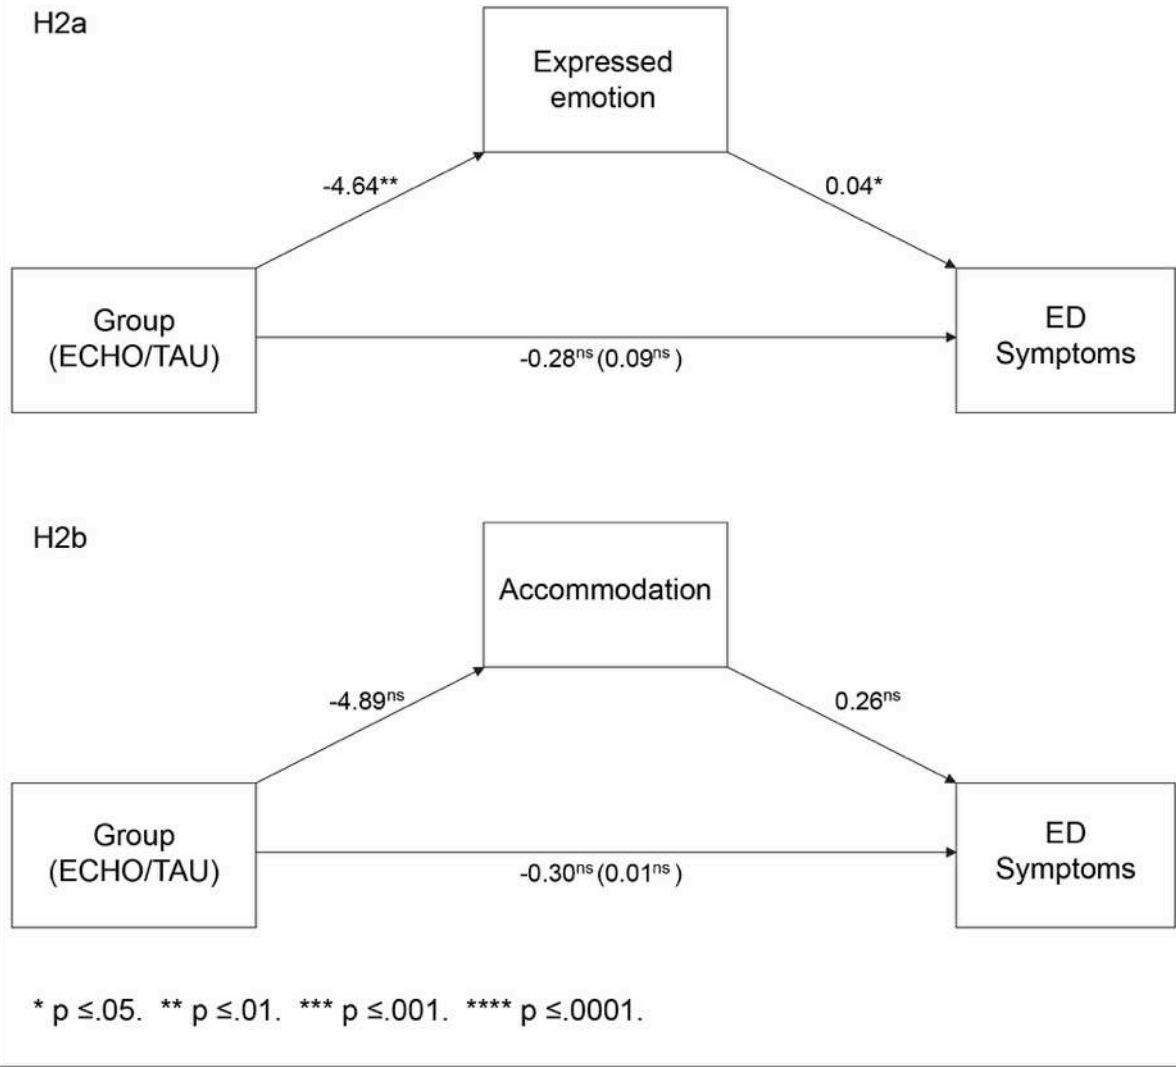 H2a
Expressed
emotion
-4.64**
0.04*
Group
(ECHO/TAU)
ED
Symptoms
-0.28ns (0.09ns )
H2b
Accommodation
-4.89ns
0.26ns
Group
(ECHO/TAU)
ED
Symptoms
-0.30ns (0.01ns )
* p ≤.05. ** p ≤.01. *** p ≤.001. **** p ≤.0001.